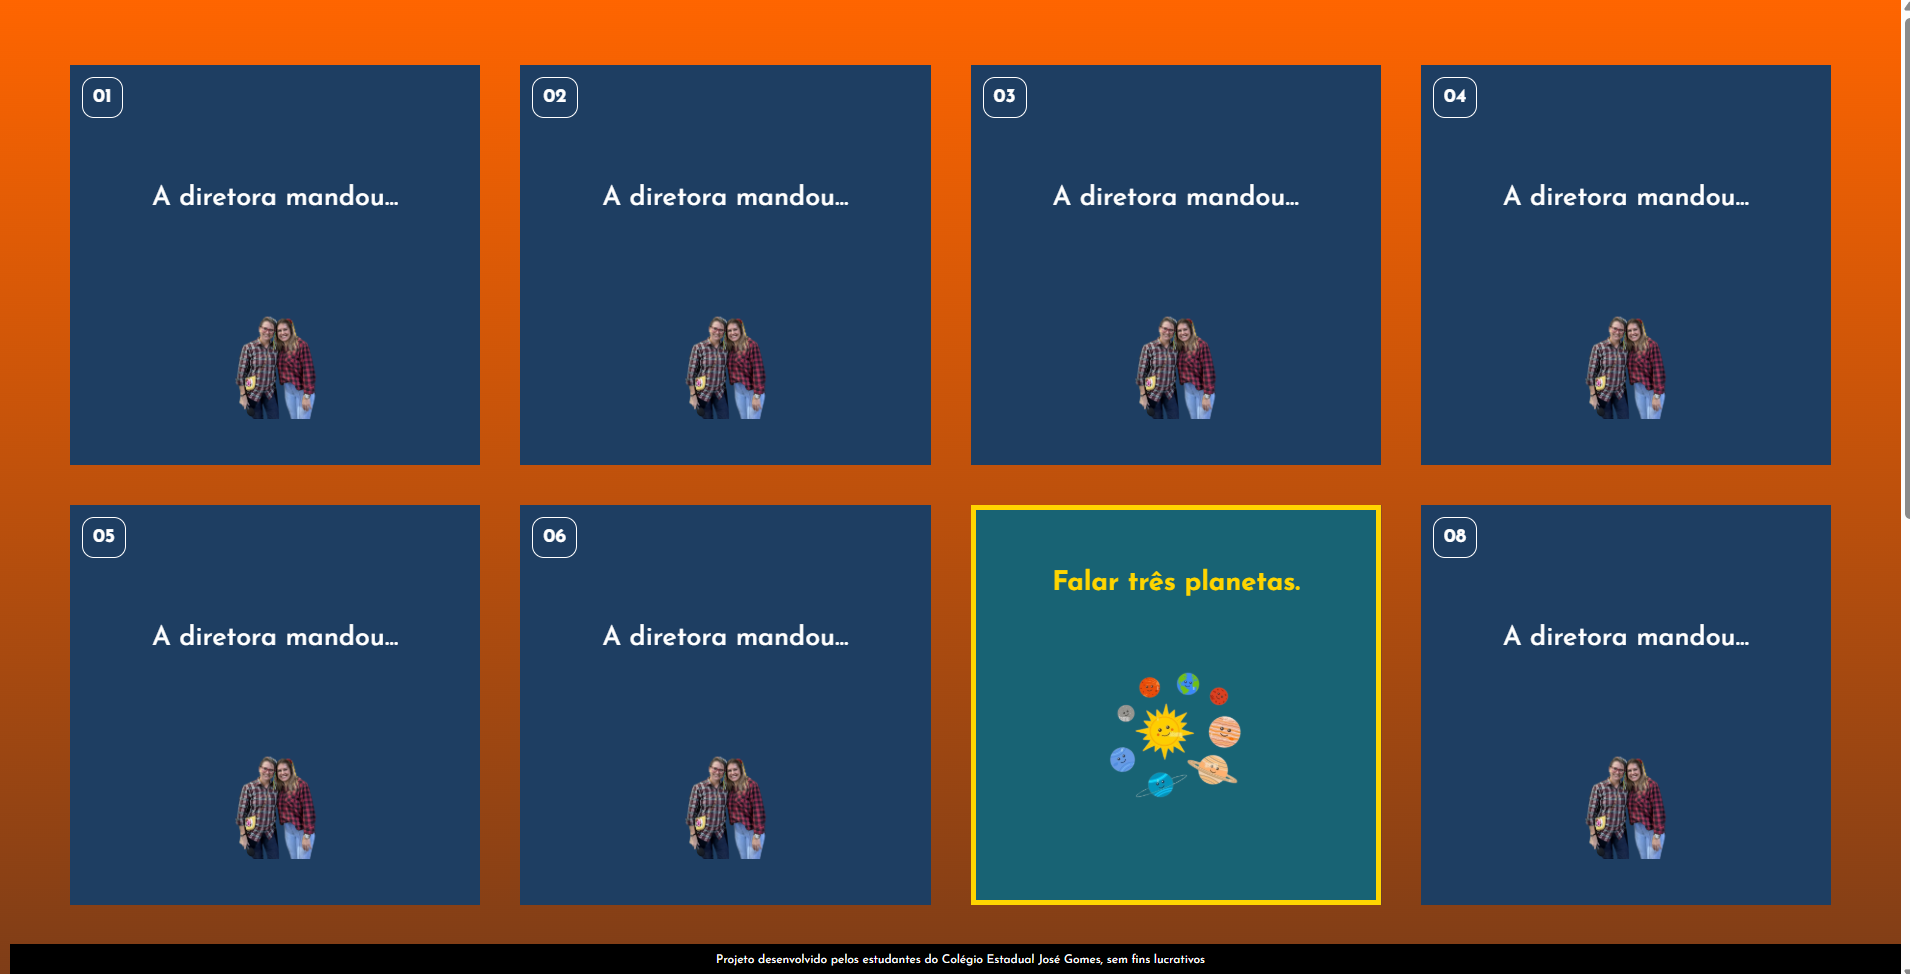 01
A diretora mandou...
02
A diretora mandou...
03
A diretora mandou...
04
A diretora mandou...
05
A diretora mandou...
06
A diretora mandou...
Falar três planetas.
08
A diretora mandou...
Projeto desenvolvido pelos estudantes do Colégio Estadual José Gomes, sem fins lucrativos